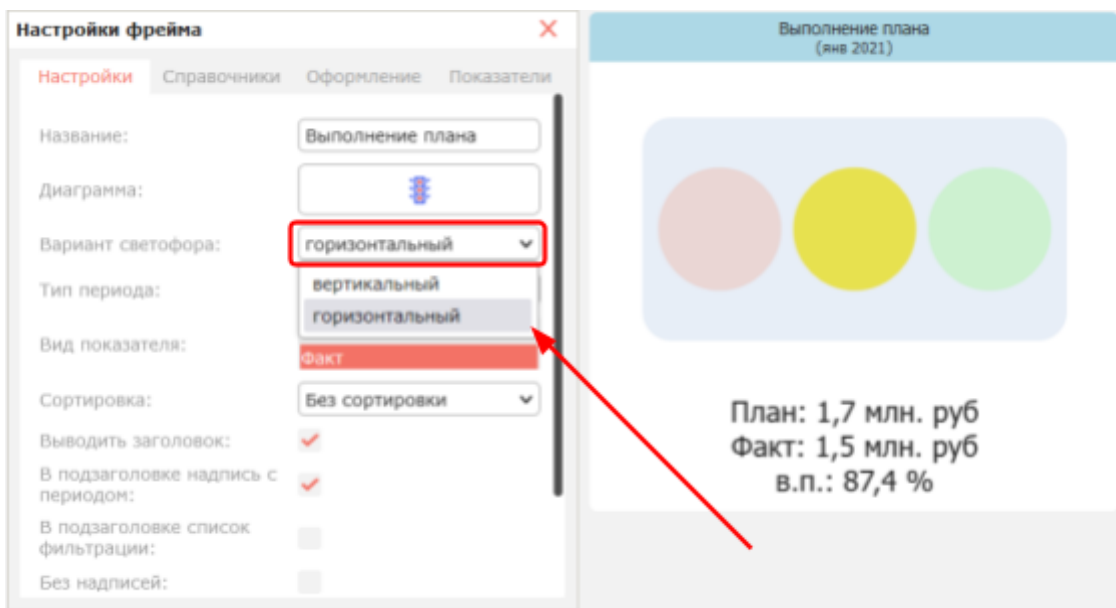 Настройки фрейма
Настройки Справочники Оформление Показатели
Название: Выполнение плана
Диаграмма:
Вариант светофора: горизонтальный
вертикальный
Тип периода:
горизонтальный
Вид показателя:
Факт
Сортировка: Без сортировки
Выводить заголовок:
В подзаголовке надпись с
периодом:
В подзаголовке список
фильтрации:
Без надписей:
Выполнение плана
(янв 2021)
План: 1,7 млн. руб
Факт: 1,5 млн. руб
в.п.: 87,4 %